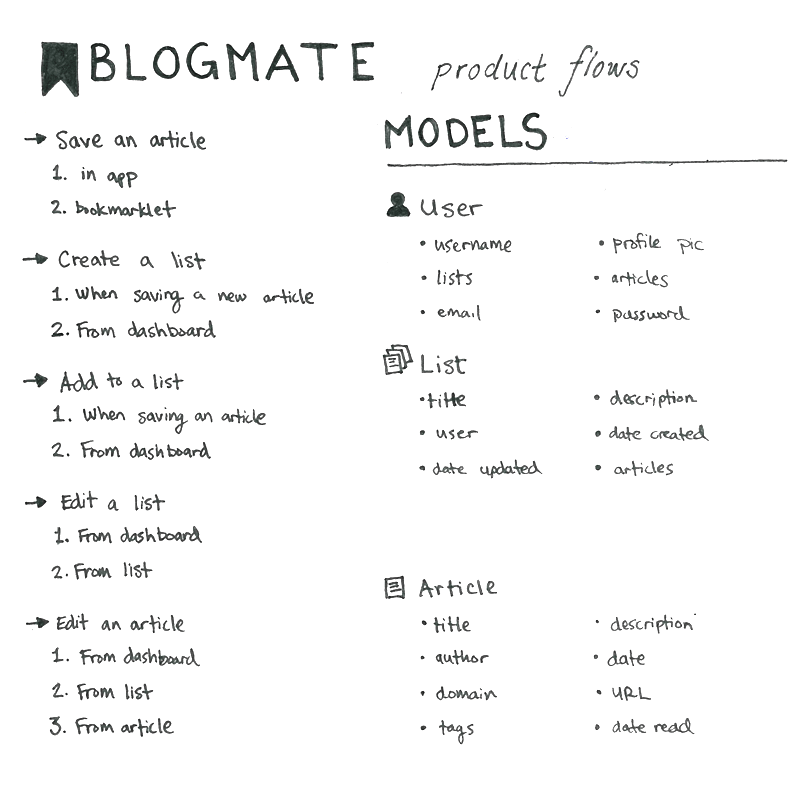 BLOGMATE product flows
→ Save an article
1. in app
2. bookmarklet
→ Create a list
1. When saving a new article
2. From dashboard
→ Add to a list
1. When saving an article
2. From dashboard
→ Edit a list
1. From dashboard
2. From list
→ Edit an article
1. From dashboard
2. From list
3. From article
MODELS
User
• username • profile pic
• lists • articles
• email • password
List
• title • description
• user • date created
• date updated • articles
Article
• title • description
• author • date
• domain • URL
• tags • date read